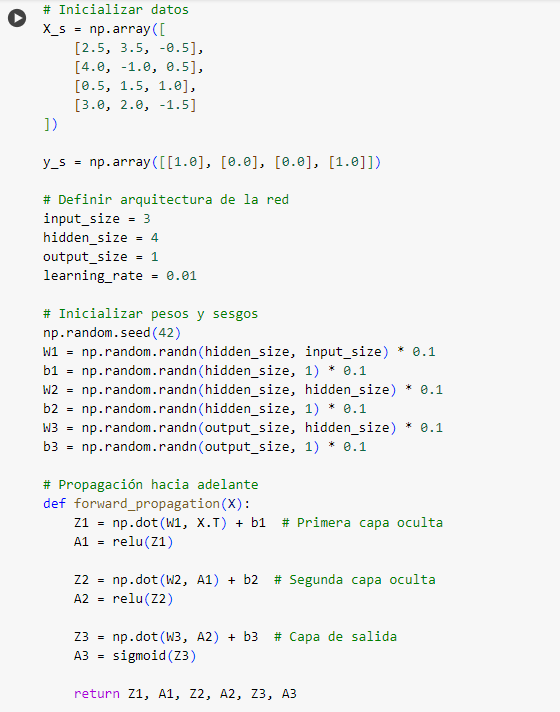 # Inicializar datos
X_s = np.array([
    [2.5, 3.5, -0.5],
    [4.0, -1.0, 0.5],
    [0.5, 1.5, 1.0],
    [3.0, 2.0, -1.5]
])

y_s = np.array([[1.0], [0.0], [0.0], [1.0]])

# Definir arquitectura de la red
input_size = 3
hidden_size = 4
output_size = 1
learning_rate = 0.01

# Inicializar pesos y sesgos
np.random.seed(42)
W1 = np.random.randn(hidden_size, input_size) * 0.1
b1 = np.random.randn(hidden_size, 1) * 0.1
W2 = np.random.randn(hidden_size, hidden_size) * 0.1
b2 = np.random.randn(hidden_size, 1) * 0.1
W3 = np.random.randn(output_size, hidden_size) * 0.1
b3 = np.random.randn(output_size, 1) * 0.1

# Propagación hacia adelante
def forward_propagation(X):
    Z1 = np.dot(W1, X.T) + b1  # Primera capa oculta
    A1 = relu(Z1)

    Z2 = np.dot(W2, A1) + b2  # Segunda capa oculta
    A2 = relu(Z2)

    Z3 = np.dot(W3, A2) + b3  # Capa de salida
    A3 = sigmoid(Z3)

    return Z1, A1, Z2, A2, Z3, A3